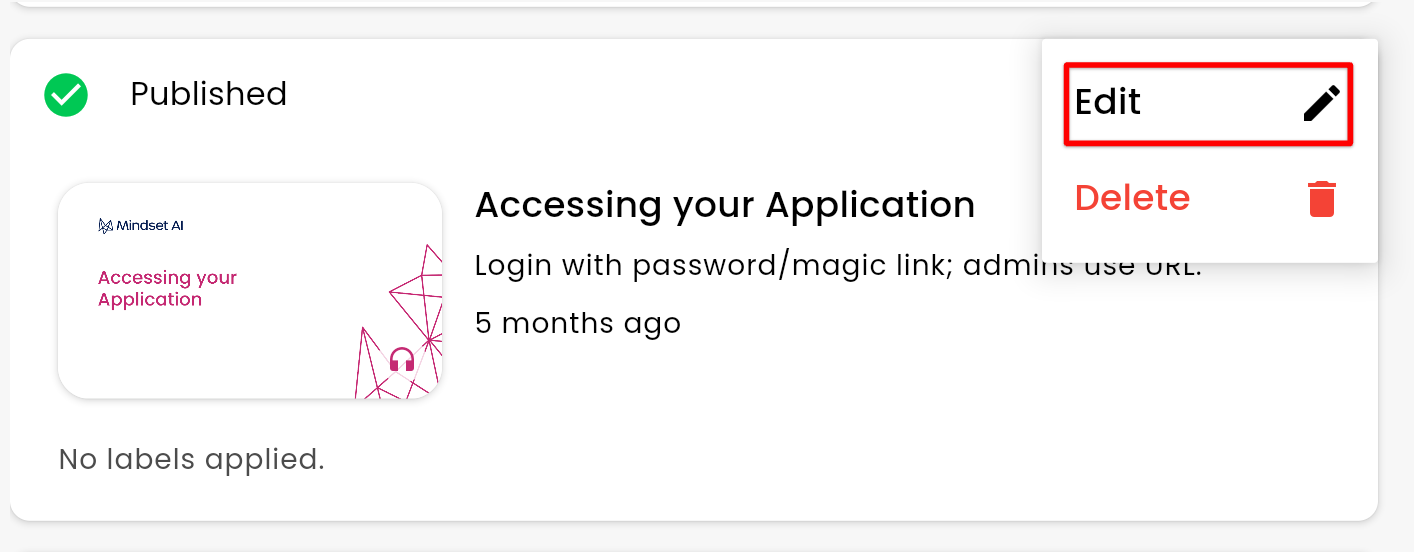 Published
Edit
Delete
Mindset AI
Accessing your
Application
Accessing your Application
Login with password/magic link; admins use URL.
5 months ago
No labels applied.